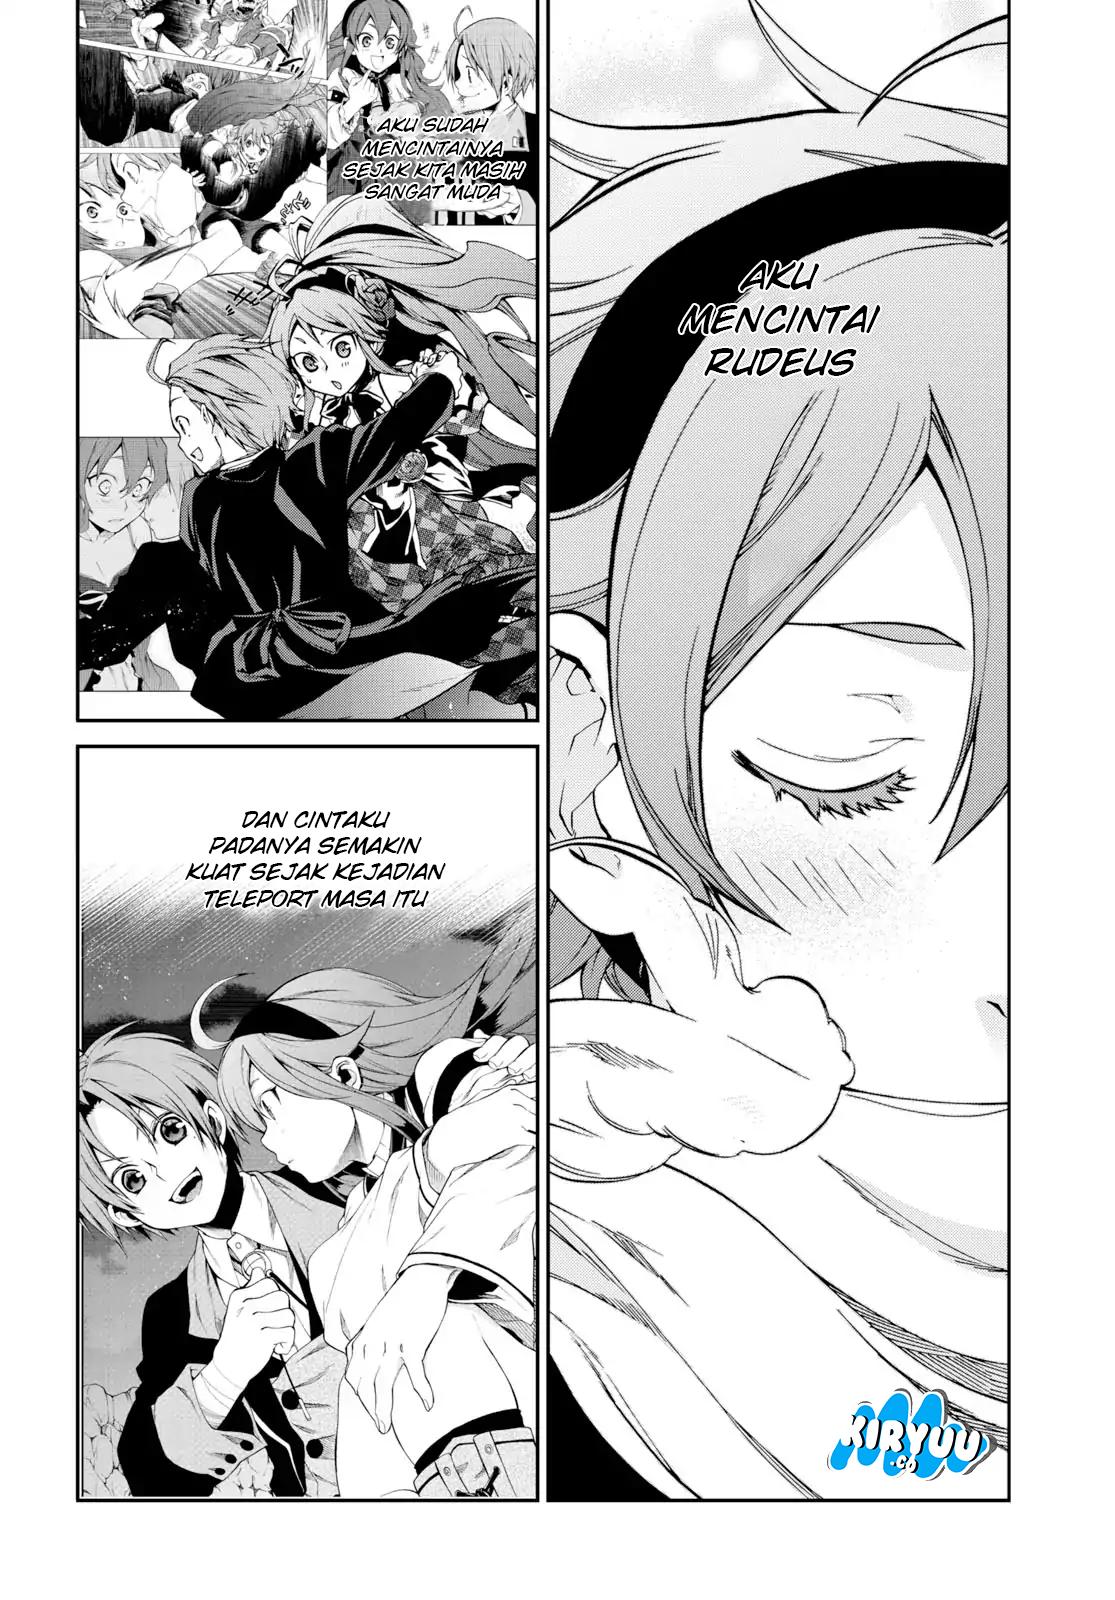 AKU
MENCINTAI
RUDEUS
AKU SUDAH
MENCINTAINYA
SEJAK KITA MASIH
SANGAT MUDA
DAN CINTAKU
PADANYA SEMAKIN
KUAT SEJAK KEJADIAN
TELEPORT MASA ITU
KIRYUU
.CO